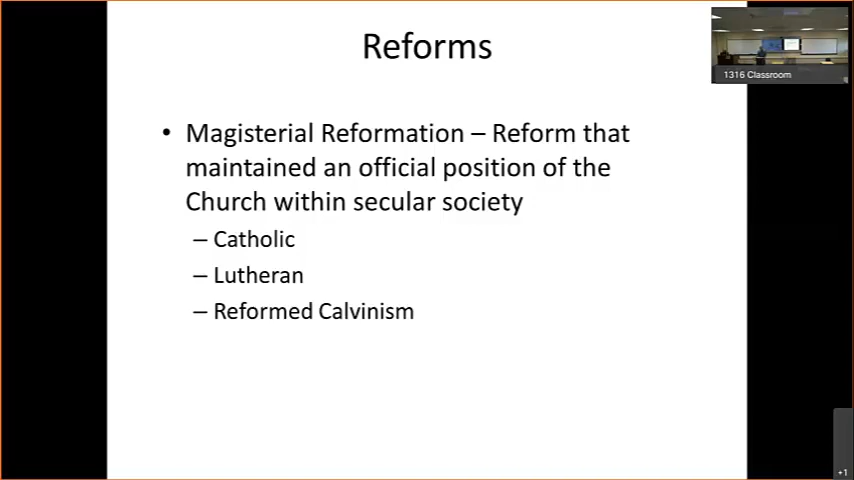 Reforms
1316 Classroom
• Magisterial Reformation – Reform that
maintained an official position of the
Church within secular society
– Catholic
– Lutheran
– Reformed Calvinism
+1